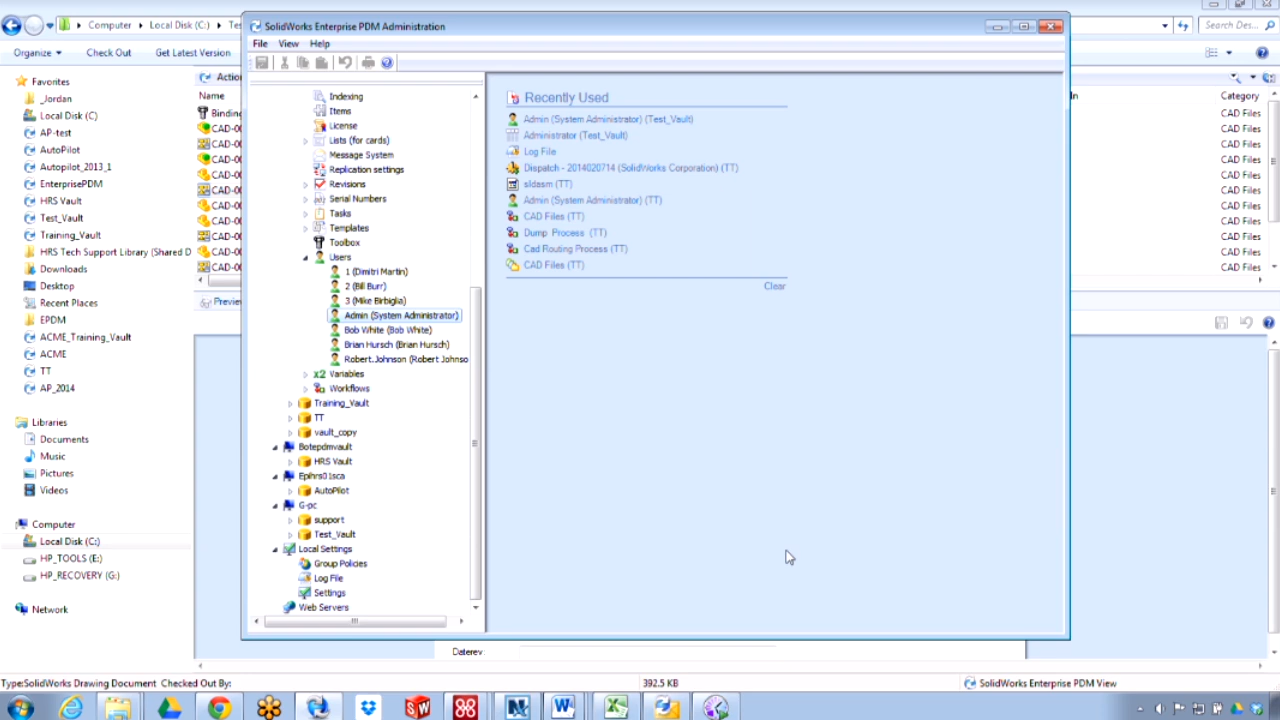 SolidWorks Enterprise PDM Administration
Computer
Local Disk (C:)
Search Des...
File View Help
Organize
Check Out
Get Latest Version
Favorites
_Jordan
Local Disk (C)
AP-test
AutoPilot
Autopilot_2013_1
EnterprisePDM
HRS Vault
Test_Vault
Training_Vault
HRS Tech Support Library (Shared D
Downloads
Desktop
Recent Places
EPDM
ACME_Training_Vault
ACME
TT
AP_2014
Libraries
Documents
Music
Pictures
Videos
Computer
Local Disk (C:)
HP_TOOLS (E:)
HP_RECOVERY (G:)
Network
Name
Indexing
Items
License
Lists (for cards)
Message System
Replication settings
Revisions
Serial Numbers
Tasks
Templates
Toolbox
Users
1 (Dimitri Martin)
2 (Bill Burr)
3 (Mike Birbiglia)
Admin (System Administrator)
Bob White (Bob White)
Brian Hursch (Brian Hursch)
Robert.Johnson (Robert Johnso
Variables
Workflows
Training_Vault
TT
vault_copy
Botepdmvault
HRS Vault
Ephrs01sca
AutoPilot
G-pc
support
Test_Vault
Local Settings
Group Policies
Log File
Settings
Web Servers
Recently Used
Admin (System Administrator) (Test_Vault)
Administrator (Test_Vault)
Log File
Dispatch - 2014020714 (SolidWorks Corporation) (TT)
sldasm (TT)
Admin (System Administrator) (TT)
CAD Files (TT)
Dump Process (TT)
Cad Routing Process (TT)
CAD Files (TT)
Clear
Category
CAD Files
CAD Files
CAD Files
CAD Files
CAD Files
CAD Files
CAD Files
CAD Files
CAD Files
CAD Files
CAD Files
Daterev:
Type:SolidWorks Drawing Document Checked Out By:
392.5 KB
SolidWorks Enterprise PDM View